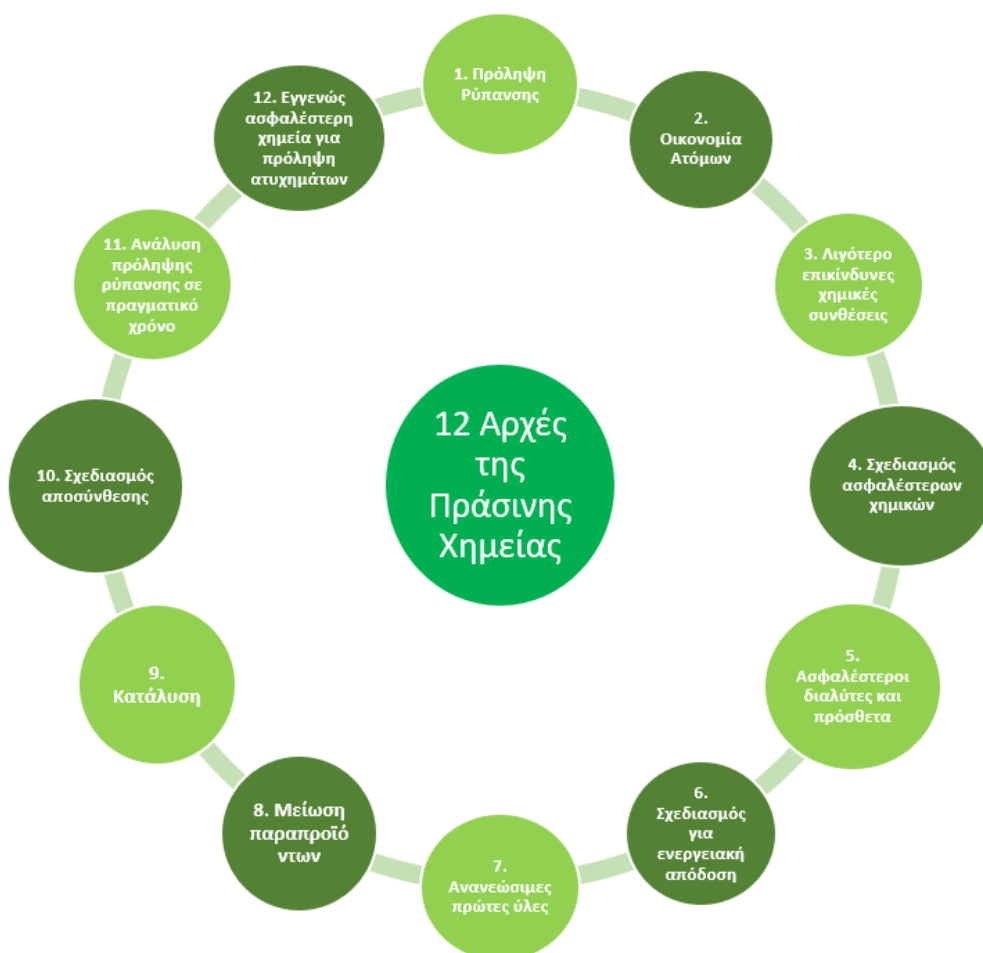 1. Πρόληψη
Ρύπανσης
2.
Οικονομία
Ατόμων
3. Λιγότερο
επικίνδυνες
χημικές
συνθέσεις
4. Σχεδιασμός
ασφαλέστερων
χημικών
5.
Ασφαλέστεροι
διαλύτες και
πρόσθετα
6.
Σχεδιασμός
για
ενεργειακή
απόδοση
7.
Ανανεώσιμες
πρώτες ύλες
8. Μείωση
παραπροϊό
ντων
9.
Κατάλυση
10. Σχεδιασμός
αποσύνθεσης
11. Ανάλυση
πρόληψης
ρύπανσης σε
πραγματικό
χρόνο
12. Εγγενώς
ασφαλέστερη
χημεία για
πρόληψη
ατυχημάτων
12 Αρχές
της
Πράσινης
Χημείας